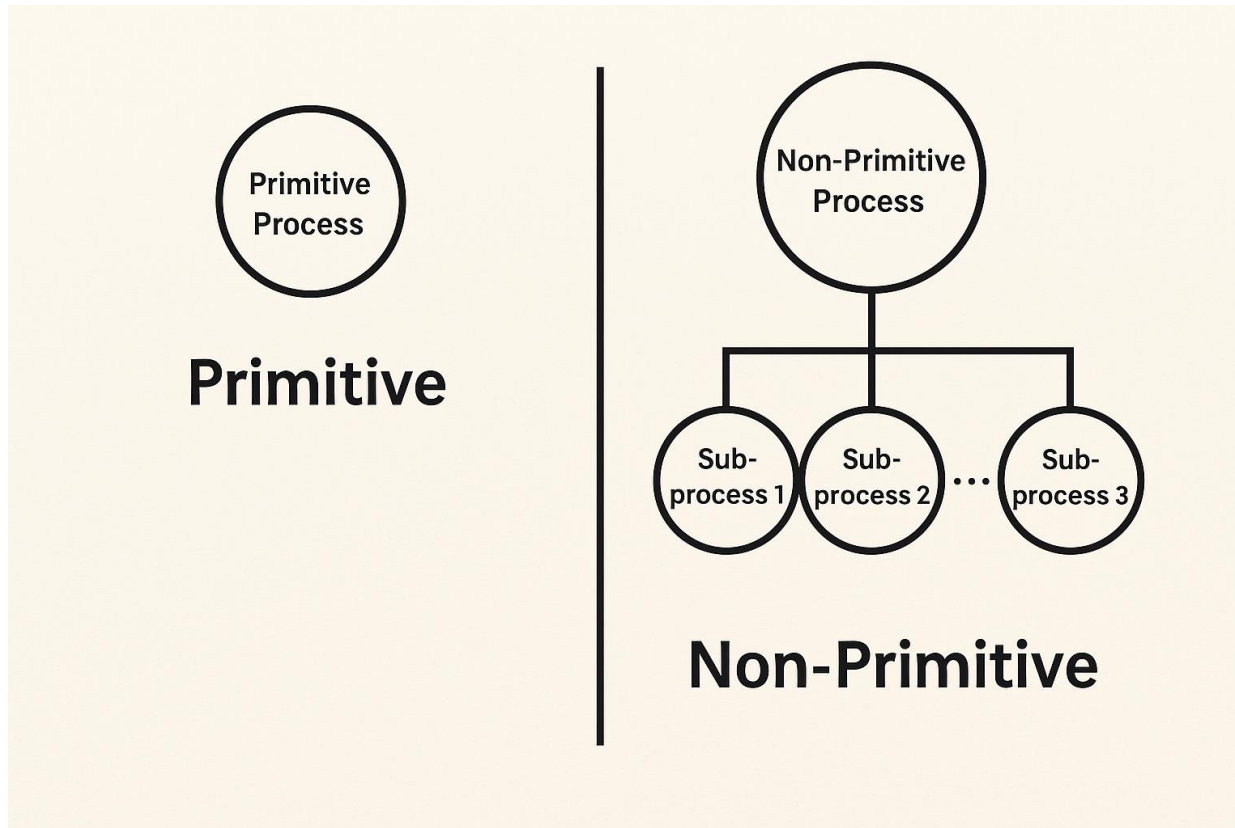 Primitive
Process
Primitive
Non-Primitive
Process
Sub-
process 1
Sub-
process 2
...
Sub-
process 3
Non-Primitive